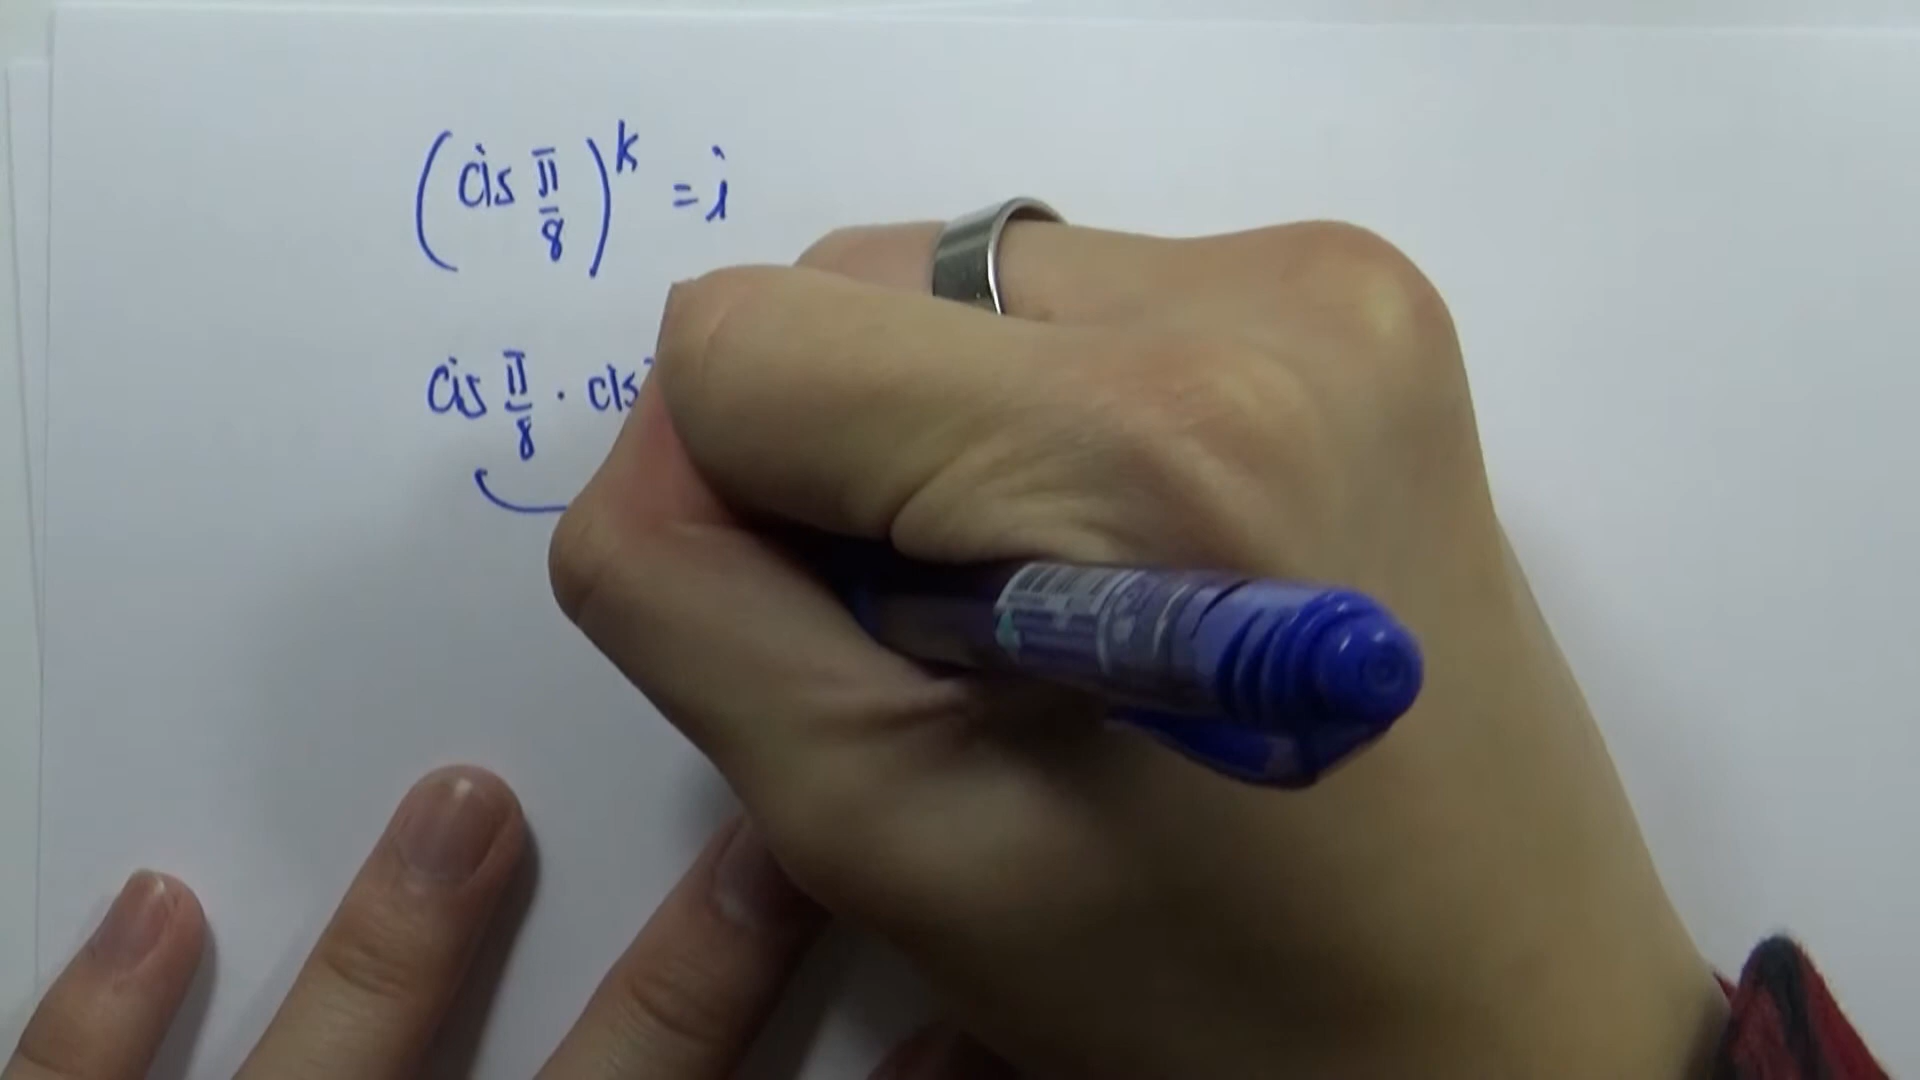 (cis π/8)^k = i
cis π/8 · cis